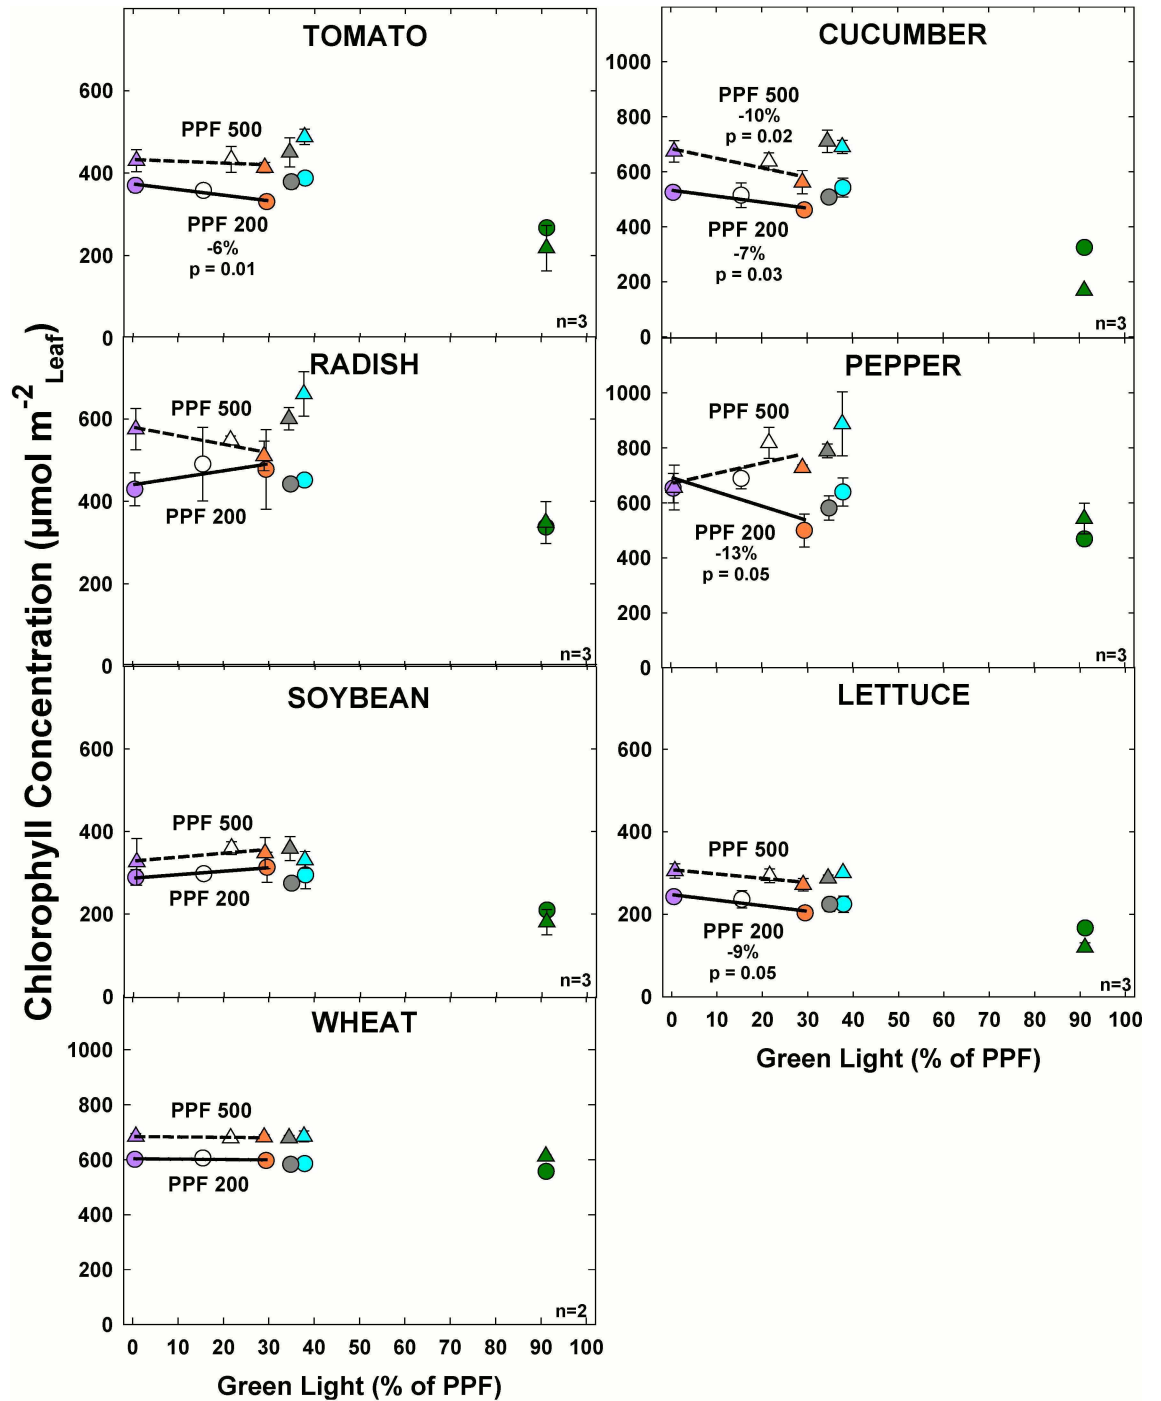 Chlorophyll Concentration (µmol m-2 Leaf)
TOMATO
600
400
200
0
PPF 500
PPF 200
-6%
p = 0.01
n=3
CUCUMBER
1000
800
600
400
200
0
PPF 500
-10%
p = 0.02
PPF 200
-7%
p = 0.03
n=3
RADISH
600
400
200
0
PPF 500
PPF 200
n=3
PEPPER
1000
800
600
400
200
0
PPF 500
PPF 200
-13%
p = 0.05
n=3
SOYBEAN
600
400
200
0
PPF 500
PPF 200
n=3
LETTUCE
600
400
200
0
PPF 500
PPF 200
-9%
p = 0.05
n=3
0 10 20 30 40 50 60 70 80 90 100
Green Light (% of PPF)
WHEAT
1000
800
600
400
200
0
PPF 500
PPF 200
n=2
0 10 20 30 40 50 60 70 80 90 100
Green Light (% of PPF)